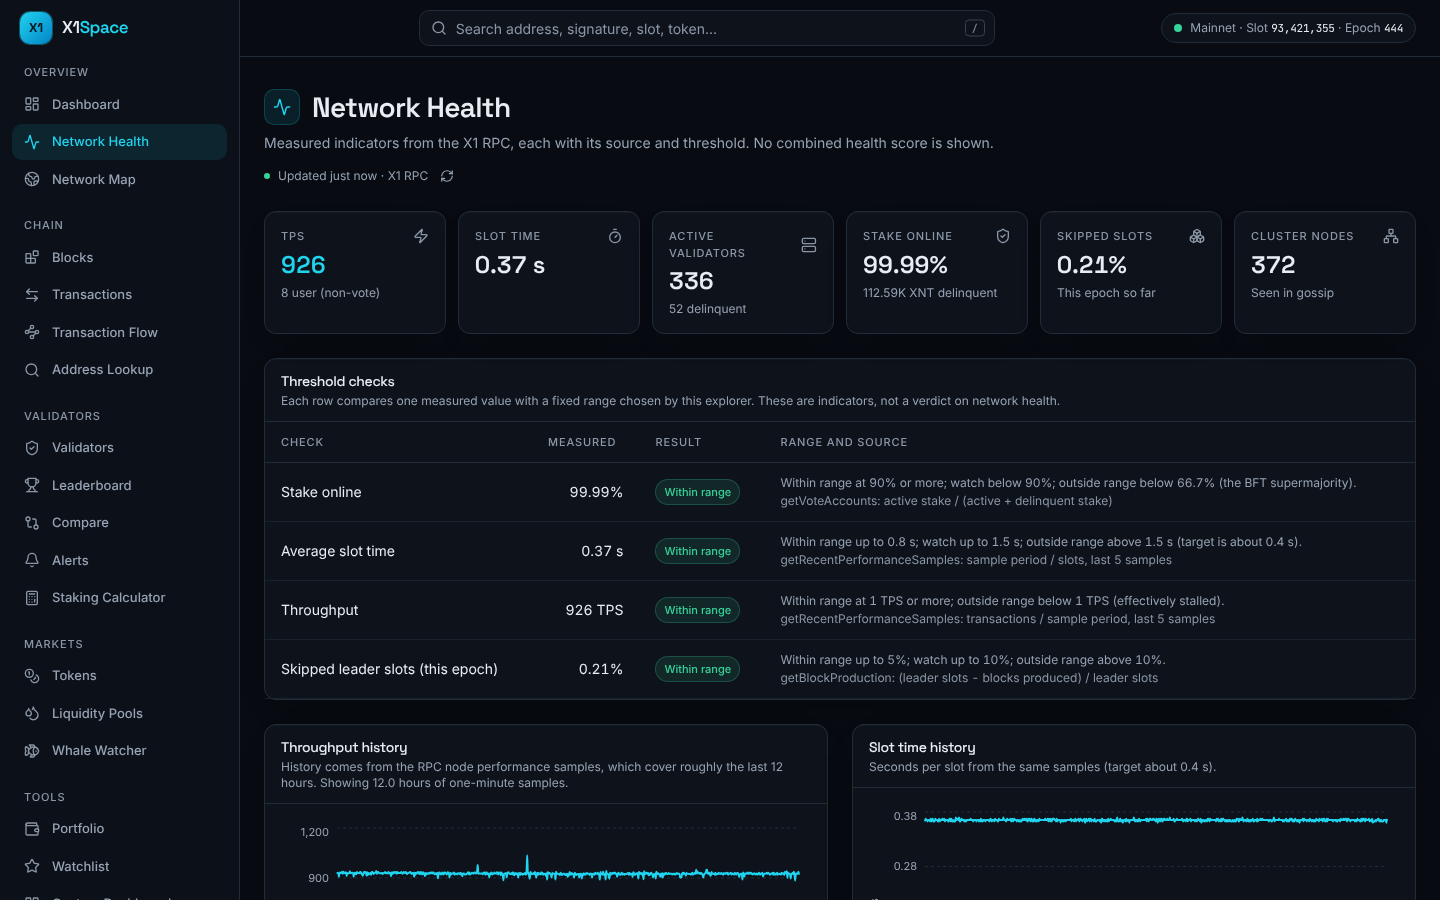 X1 X1Space
Search address, signature, slot, token... /
Mainnet · Slot 93,421,355 · Epoch 444
OVERVIEW
Dashboard
Network Health
Network Map
CHAIN
Blocks
Transactions
Transaction Flow
Address Lookup
VALIDATORS
Validators
Leaderboard
Compare
Alerts
Staking Calculator
MARKETS
Tokens
Liquidity Pools
Whale Watcher
TOOLS
Portfolio
Watchlist
Network Health
Measured indicators from the X1 RPC, each with its source and threshold. No combined health score is shown.
Updated just now · X1 RPC
TPS
926
8 user (non-vote)
SLOT TIME
0.37 s
ACTIVE
VALIDATORS
336
52 delinquent
STAKE ONLINE
99.99%
112.59K XNT delinquent
SKIPPED SLOTS
0.21%
This epoch so far
CLUSTER NODES
372
Seen in gossip
Threshold checks
Each row compares one measured value with a fixed range chosen by this explorer. These are indicators, not a verdict on network health.
CHECK MEASURED RESULT RANGE AND SOURCE
Stake online 99.99% Within range
Within range at 90% or more; watch below 90%; outside range below 66.7% (the BFT supermajority).
getVoteAccounts: active stake / (active + delinquent stake)
Average slot time 0.37 s Within range
Within range up to 0.8 s; watch up to 1.5 s; outside range above 1.5 s (target is about 0.4 s).
getRecentPerformanceSamples: sample period / slots, last 5 samples
Throughput 926 TPS Within range
Within range at 1 TPS or more; outside range below 1 TPS (effectively stalled).
getRecentPerformanceSamples: transactions / sample period, last 5 samples
Skipped leader slots (this epoch) 0.21% Within range
Within range up to 5%; watch up to 10%; outside range above 10%.
getBlockProduction: (leader slots - blocks produced) / leader slots
Throughput history
History comes from the RPC node performance samples, which cover roughly the last 12
hours. Showing 12.0 hours of one-minute samples.
1,200
900
Slot time history
Seconds per slot from the same samples (target about 0.4 s).
0.38
0.28